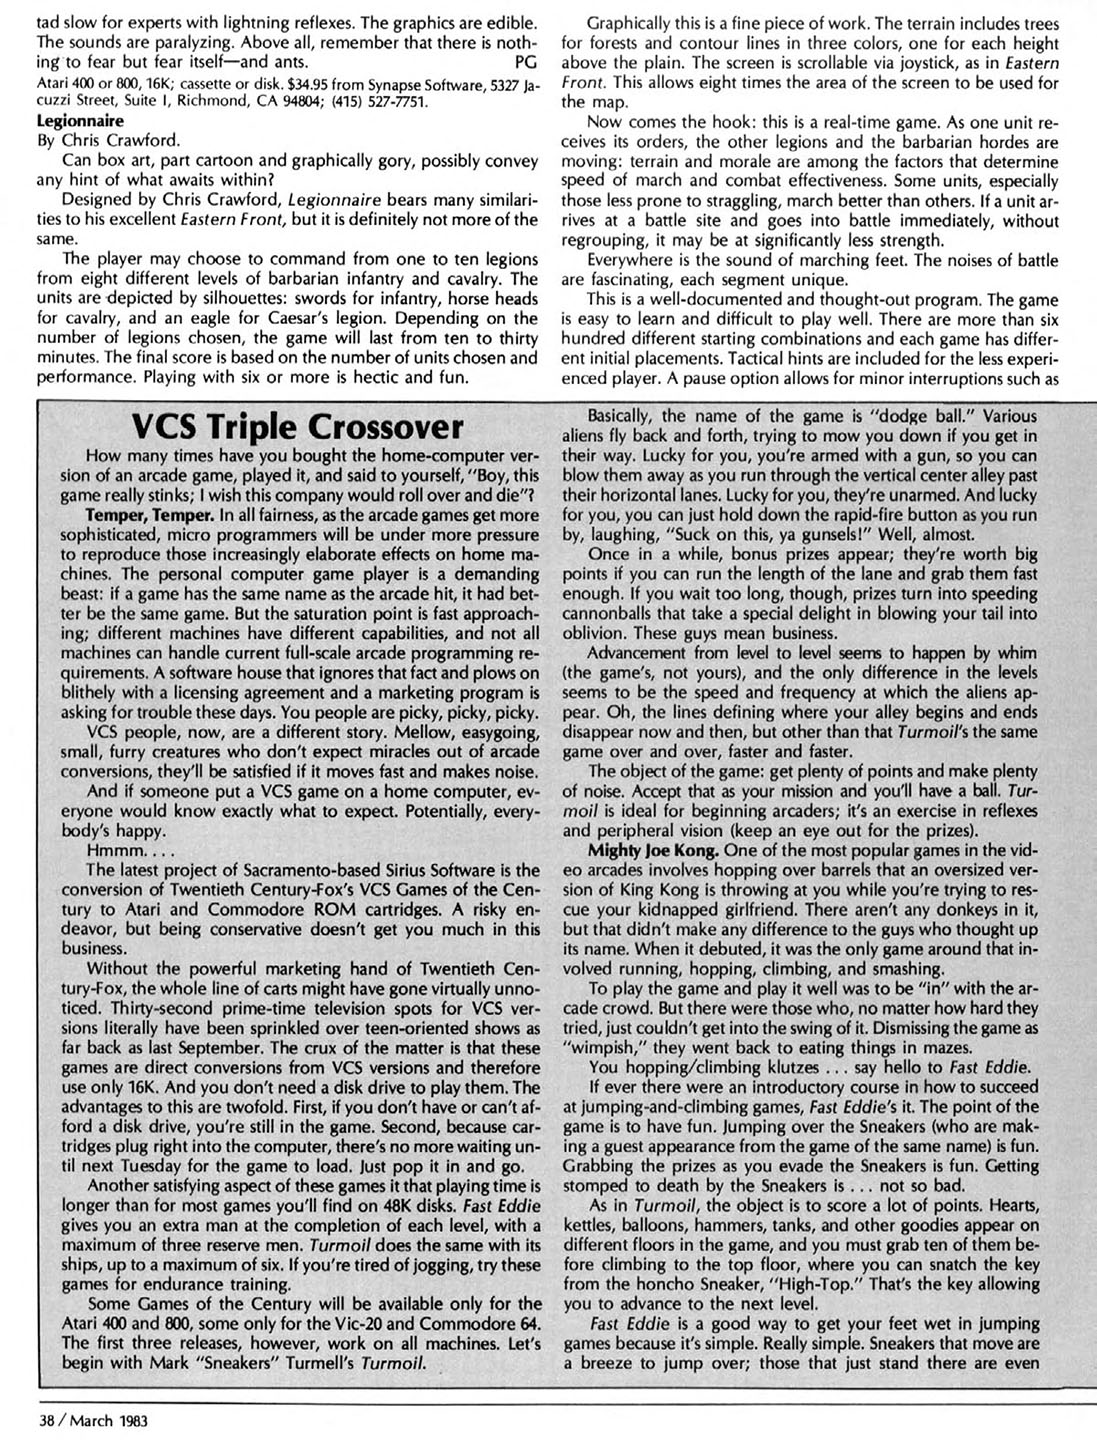 tad slow for experts with lightning reflexes. The graphics are edible.
The sounds are paralyzing. Above all, remember that there is noth-
ing to fear but fear itself—and ants. PG
Atari 400 or 800, 16K; cassette or disk. $34.95 from Synapse Software, 5327 Ja-
cuzzi Street, Suite I, Richmond, CA 94804; (415) 527-7751.
Legionnaire
By Chris Crawford.
Can box art, part cartoon and graphically gory, possibly convey
any hint of what awaits within?
Designed by Chris Crawford, Legionnaire bears many similari-
ties to his excellent Eastern Front, but it is definitely not more of the
same.
The player may choose to command from one to ten legions
from eight different levels of barbarian infantry and cavalry. The
units are depicted by silhouettes: swords for infantry, horse heads
for cavalry, and an eagle for Caesar's legion. Depending on the
number of legions chosen, the game will last from ten to thirty
minutes. The final score is based on the number of units chosen and
performance. Playing with six or more is hectic and fun.
Graphically this is a fine piece of work. The terrain includes trees
for forests and contour lines in three colors, one for each height
above the plain. The screen is scrollable via joystick, as in Eastern
Front. This allows eight times the area of the screen to be used for
the map.
Now comes the hook: this is a real-time game. As one unit re-
ceives its orders, the other legions and the barbarian hordes are
moving: terrain and morale are among the factors that determine
speed of march and combat effectiveness. Some units, especially
those less prone to straggling, march better than others. If a unit ar-
rives at a battle site and goes into battle immediately, without
regrouping, it may be at significantly less strength.
Everywhere is the sound of marching feet. The noises of battle
are fascinating, each segment unique.
This is a well-documented and thought-out program. The game
is easy to learn and difficult to play well. There are more than six
hundred different starting combinations and each game has differ-
ent initial placements. Tactical hints are included for the less experi-
enced player. A pause option allows for minor interruptions such as
VCS Triple Crossover
How many times have you bought the home-computer ver-
sion of an arcade game, played it, and said to yourself, "Boy, this
game really stinks; I wish this company would roll over and die"?
Temper, Temper. In all fairness, as the arcade games get more
sophisticated, micro programmers will be under more pressure
to reproduce those increasingly elaborate effects on home ma-
chines. The personal computer game player is a demanding
beast: if a game has the same name as the arcade hit, it had bet-
ter be the same game. But the saturation point is fast approach-
ing; different machines have different capabilities, and not all
machines can handle current full-scale arcade programming re-
quirements. A software house that ignores that fact and plows on
blithely with a licensing agreement and a marketing program is
asking for trouble these days. You people are picky, picky, picky.
VCS people, now, are a different story. Mellow, easygoing,
small, furry creatures who don't expect miracles out of arcade
conversions, they'll be satisfied if it moves fast and makes noise.
And if someone put a VCS game on a home computer, ev-
eryone would know exactly what to expect. Potentially, every-
body's happy.
Hmmm. . . .
The latest project of Sacramento-based Sirius Software is the
conversion of Twentieth Century-Fox's VCS Games of the Cen-
tury to Atari and Commodore ROM cartridges. A risky en-
deavor, but being conservative doesn't get you much in this
business.
Without the powerful marketing hand of Twentieth Cen-
tury-Fox, the whole line of carts might have gone virtually unno-
ticed. Thirty-second prime-time television spots for VCS ver-
sions literally have been sprinkled over teen-oriented shows as
far back as last September. The crux of the matter is that these
games are direct conversions from VCS versions and therefore
use only 16K. And you don't need a disk drive to play them. The
advantages to this are twofold. First, if you don't have or can't af-
ford a disk drive, you're still in the game. Second, because car-
tridges plug right into the computer, there's no more waiting un-
til next Tuesday for the game to load. Just pop it in and go.
Another satisfying aspect of these games it that playing time is
longer than for most games you'll find on 48K disks. Fast Eddie
gives you an extra man at the completion of each level, with a
maximum of three reserve men. Turmoil does the same with its
ships, up to a maximum of six. If you're tired of jogging, try these
games for endurance training.
Some Games of the Century will be available only for the
Atari 400 and 800, some only for the Vic-20 and Commodore 64.
The first three releases, however, work on all machines. Let's
begin with Mark "Sneakers" Turmell's Turmoil.
Basically, the name of the game is "dodge ball." Various
aliens fly back and forth, trying to mow you down if you get in
their way. Lucky for you, you're armed with a gun, so you can
blow them away as you run through the vertical center alley past
their horizontal lanes. Lucky for you, they're unarmed. And lucky
for you, you can just hold down the rapid-fire button as you run
by, laughing, "Suck on this, ya gunsels!" Well, almost.
Once in a while, bonus prizes appear; they're worth big
points if you can run the length of the lane and grab them fast
enough. If you wait too long, though, prizes turn into speeding
cannonballs that take a special delight in blowing your tail into
oblivion. These guys mean business.
Advancement from level to level seems to happen by whim
(the game's, not yours), and the only difference in the levels
seems to be the speed and frequency at which the aliens ap-
pear. Oh, the lines defining where your alley begins and ends
disappear now and then, but other than that Turmoil's the same
game over and over, faster and faster.
The object of the game: get plenty of points and make plenty
of noise. Accept that as your mission and you'll have a ball. Tur-
moil is ideal for beginning arcaders; it's an exercise in reflexes
and peripheral vision (keep an eye out for the prizes).
Mighty Joe Kong. One of the most popular games in the vid-
eo arcades involves hopping over barrels that an oversized ver-
sion of King Kong is throwing at you while you're trying to res-
cue your kidnapped girlfriend. There aren't any donkeys in it,
but that didn't make any difference to the guys who thought up
its name. When it debuted, it was the only game around that in-
volved running, hopping, climbing, and smashing.
To play the game and play it well was to be "in" with the ar-
cade crowd. But there were those who, no matter how hard they
tried, just couldn't get into the swing of it. Dismissing the game as
"wimpish," they went back to eating things in mazes.
You hopping/climbing klutzes . . . say hello to Fast Eddie.
If ever there were an introductory course in how to succeed
at jumping-and-climbing games, Fast Eddie's it. The point of the
game is to have fun. Jumping over the Sneakers (who are mak-
ing a guest appearance from the game of the same name) is fun.
Grabbing the prizes as you evade the Sneakers is fun. Getting
stomped to death by the Sneakers is . . . not so bad.
As in Turmoil, the object is to score a lot of points. Hearts,
kettles, balloons, hammers, tanks, and other goodies appear on
different floors in the game, and you must grab ten of them be-
fore climbing to the top floor, where you can snatch the key
from the honcho Sneaker, "High-Top." That's the key allowing
you to advance to the next level.
Fast Eddie is a good way to get your feet wet in jumping
games because it's simple. Really simple. Sneakers that move are
a breeze to jump over; those that just stand there are even
38 / March 1983